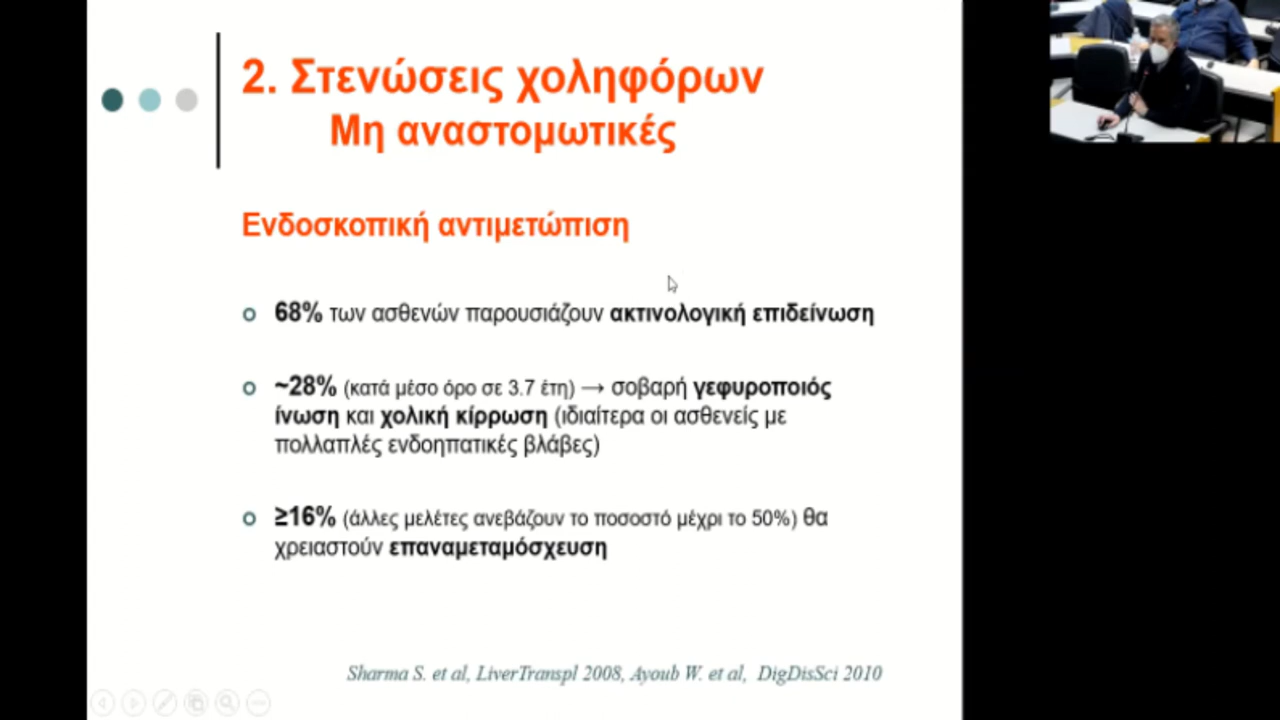 2. Στενώσεις χοληφόρων
Μη αναστομωτικές
Ενδοσκοπική αντιμετώπιση
68% των ασθενών παρουσιάζουν ακτινολογική επιδείνωση
~28% (κατά μέσο όρο σε 3.7 έτη) → σοβαρή γεφυροποιός
ίνωση και χολική κίρρωση (ιδιαίτερα οι ασθενείς με
πολλαπλές ενδοηπατικές βλάβες)
≥16% (άλλες μελέτες ανεβάζουν το ποσοστό μέχρι το 50%) θα
χρειαστούν επαναμεταμόσχευση
Sharma S. et al, LiverTranspl 2008, Ayoub W. et al, DigDisSci 2010